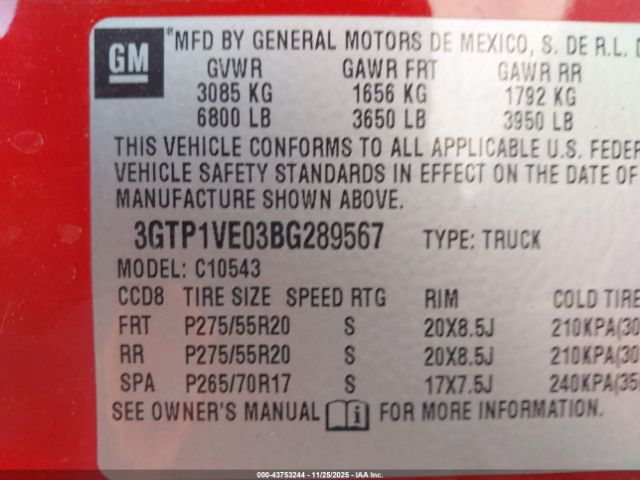 GM
*MFD BY GENERAL MOTORS DE MEXICO, S. DE R.L. D
GVWR GAWR FRT GAWR RR
3085 KG 1656 KG 1792 KG
6800 LB 3650 LB 3950 LB
THIS VEHICLE CONFORMS TO ALL APPLICABLE U.S. FEDER
VEHICLE SAFETY STANDARDS IN EFFECT ON THE DATE OF
MANUFACTURE SHOWN ABOVE.
3GTP1VE03BG289567 TYPE: TRUCK
MODEL: C10543
CCD8 TIRE SIZE SPEED RTG RIM COLD TIRE
FRT P275/55R20 S 20X8.5J 210KPA(30
RR P275/55R20 S 20X8.5J 210KPA(30
SPA P265/70R17 S 17X7.5J 240KPA(35
SEE OWNER'S MANUAL i FOR MORE INFORMATION.
000-43753244 - 11/25/2025 - IAAI.COM